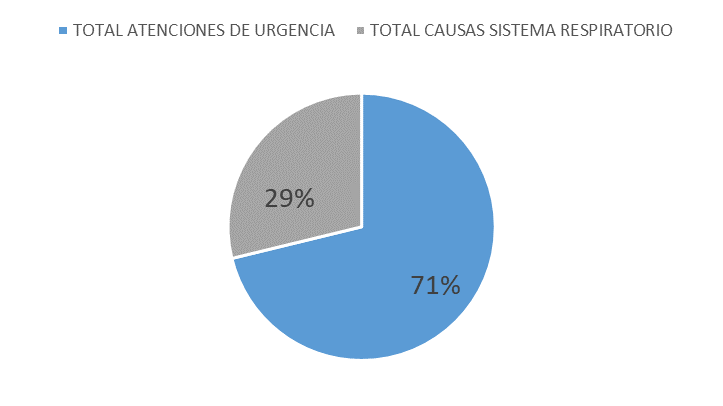 TOTAL ATENCIONES DE URGENCIA TOTAL CAUSAS SISTEMA RESPIRATORIO
29%
71%